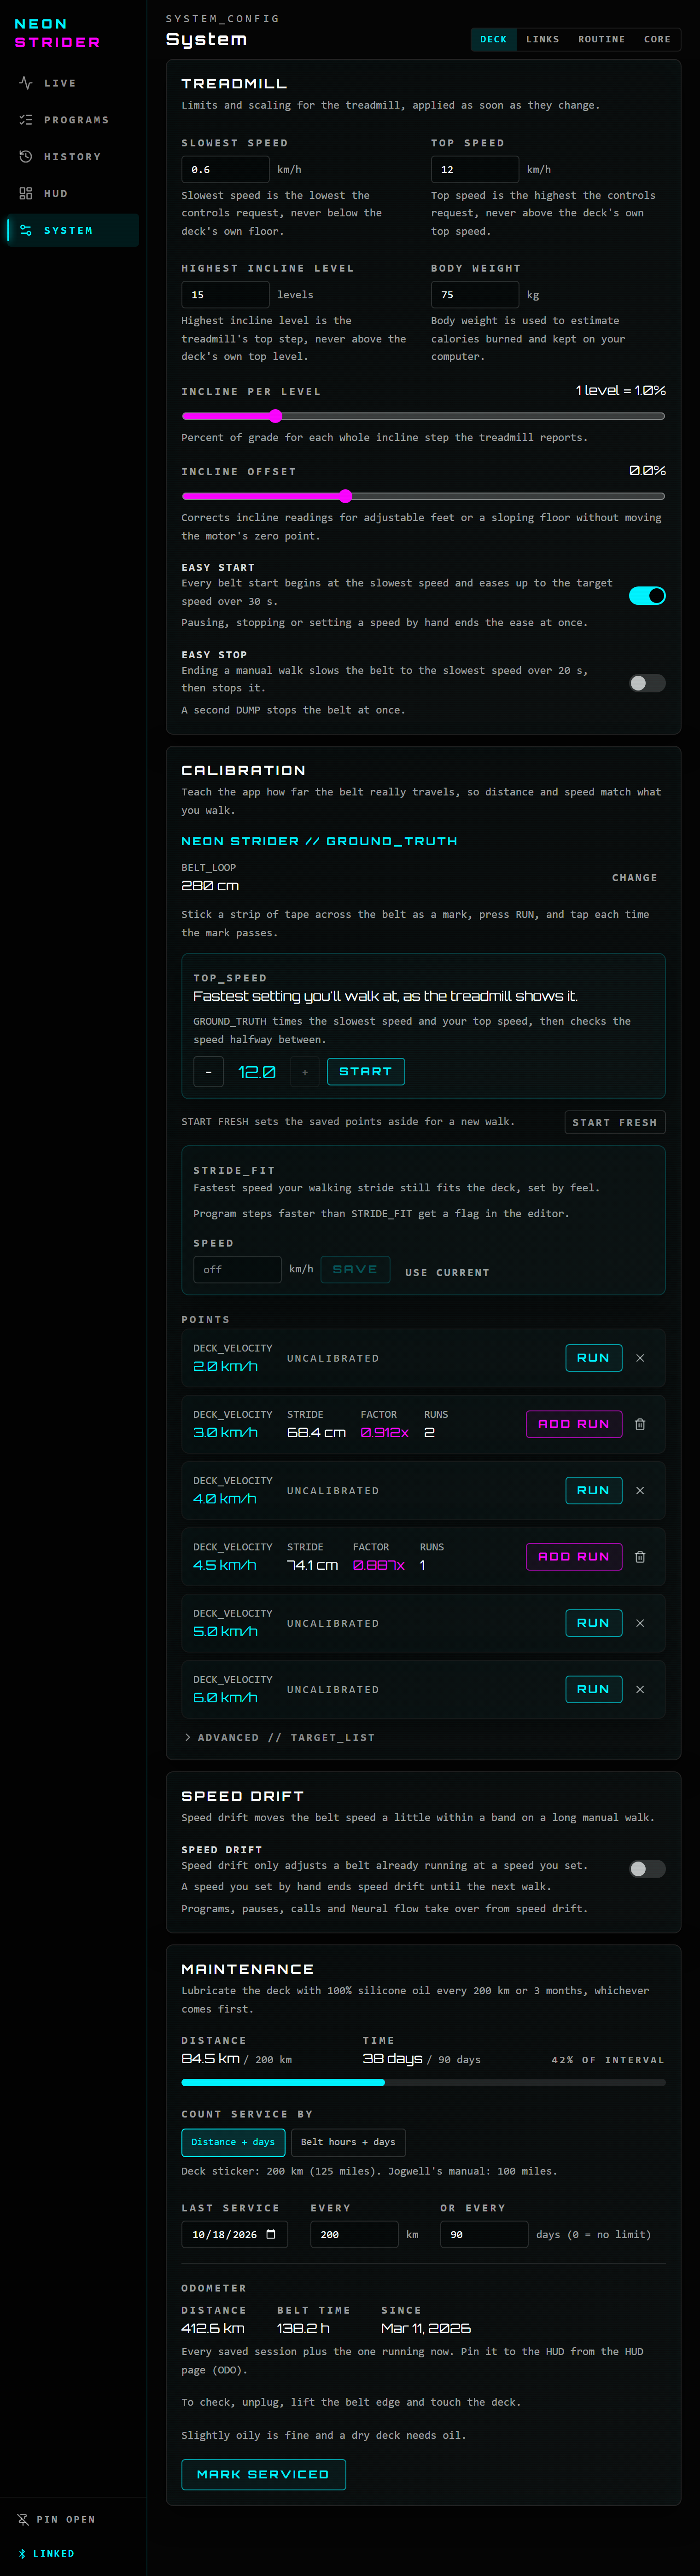 NEON
STRIDER
LIVE
PROGRAMS
HISTORY
HUD
SYSTEM
PIN OPEN
LINKED
SYSTEM_CONFIG
System
DECK LINKS ROUTINE CORE
TREADMILL
Limits and scaling for the treadmill, applied as soon as they change.
SLOWEST SPEED
0.6 km/h
Slowest speed is the lowest the
controls request, never below the
deck's own floor.
TOP SPEED
12 km/h
Top speed is the highest the controls
request, never above the deck's own
top speed.
HIGHEST INCLINE LEVEL
15 levels
Highest incline level is the
treadmill's top step, never above the
deck's own top level.
BODY WEIGHT
75 kg
Body weight is used to estimate
calories burned and kept on your
computer.
INCLINE PER LEVEL 1 level = 1.0%
Percent of grade for each whole incline step the treadmill reports.
INCLINE OFFSET 0.0%
Corrects incline readings for adjustable feet or a sloping floor without moving
the motor's zero point.
EASY START
Every belt start begins at the slowest speed and eases up to the target
speed over 30 s.
Pausing, stopping or setting a speed by hand ends the ease at once.
EASY STOP
Ending a manual walk slows the belt to the slowest speed over 20 s,
then stops it.
A second DUMP stops the belt at once.
CALIBRATION
Teach the app how far the belt really travels, so distance and speed match what
you walk.
NEON STRIDER // GROUND_TRUTH
BELT_LOOP
280 cm CHANGE
Stick a strip of tape across the belt as a mark, press RUN, and tap each time
the mark passes.
TOP_SPEED
Fastest setting you'll walk at, as the treadmill shows it.
GROUND_TRUTH times the slowest speed and your top speed, then checks the
speed halfway between.
- 12.0 + START
START FRESH sets the saved points aside for a new walk. START FRESH
STRIDE_FIT
Fastest speed your walking stride still fits the deck, set by feel.
Program steps faster than STRIDE_FIT get a flag in the editor.
SPEED
off km/h SAVE USE CURRENT
POINTS
DECK_VELOCITY
2.0 km/h UNCALIBRATED RUN
DECK_VELOCITY STRIDE FACTOR RUNS
3.0 km/h 68.4 cm 0.912x 2 ADD RUN
DECK_VELOCITY
4.0 km/h UNCALIBRATED RUN
DECK_VELOCITY STRIDE FACTOR RUNS
4.5 km/h 74.1 cm 0.887x 1 ADD RUN
DECK_VELOCITY
5.0 km/h UNCALIBRATED RUN
DECK_VELOCITY
6.0 km/h UNCALIBRATED RUN
ADVANCED // TARGET_LIST
SPEED DRIFT
Speed drift moves the belt speed a little within a band on a long manual walk.
SPEED DRIFT
Speed drift only adjusts a belt already running at a speed you set.
A speed you set by hand ends speed drift until the next walk.
Programs, pauses, calls and Neural flow take over from speed drift.
MAINTENANCE
Lubricate the deck with 100% silicone oil every 200 km or 3 months, whichever
comes first.
DISTANCE TIME
84.5 km / 200 km 38 days / 90 days 42% OF INTERVAL
COUNT SERVICE BY
Distance + days Belt hours + days
Deck sticker: 200 km (125 miles). Jogwell's manual: 100 miles.
LAST SERVICE EVERY OR EVERY
10/18/2026 200 km 90 days (0 = no limit)
ODOMETER
DISTANCE BELT TIME SINCE
412.6 km 138.2 h Mar 11, 2026
Every saved session plus the one running now. Pin it to the HUD from the HUD
page (ODO).
To check, unplug, lift the belt edge and touch the deck.
Slightly oily is fine and a dry deck needs oil.
MARK SERVICED